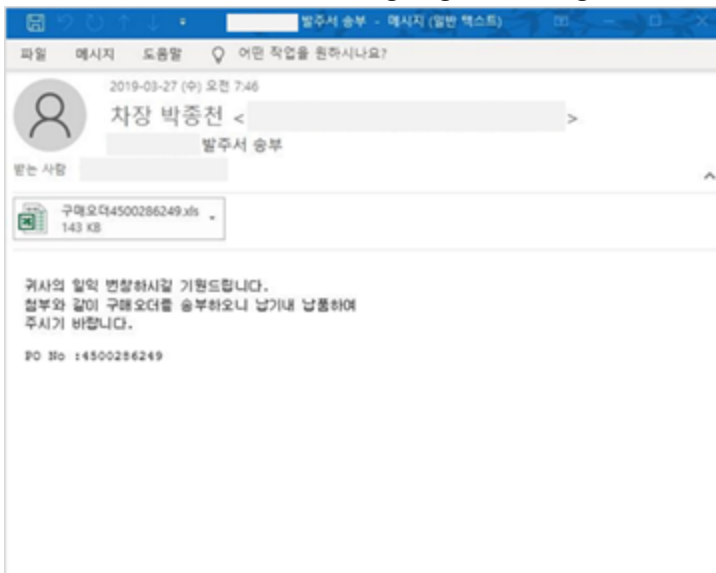 발주서 송부 - 메시지 (일반 텍스트)
파일 메시지 도움말 어떤 작업을 원하시나요?
2019-03-27 (수) 오전 7:46
차장 박종천 < >
발주서 송부
받는 사람
구매오더4500286249.xls
143 KB
귀사의 일익 번창하시길 기원드립니다.
첨부와 같이 구매오더를 송부하오니 납기내 납품하여
주시기 바랍니다.
PO No :4500286249